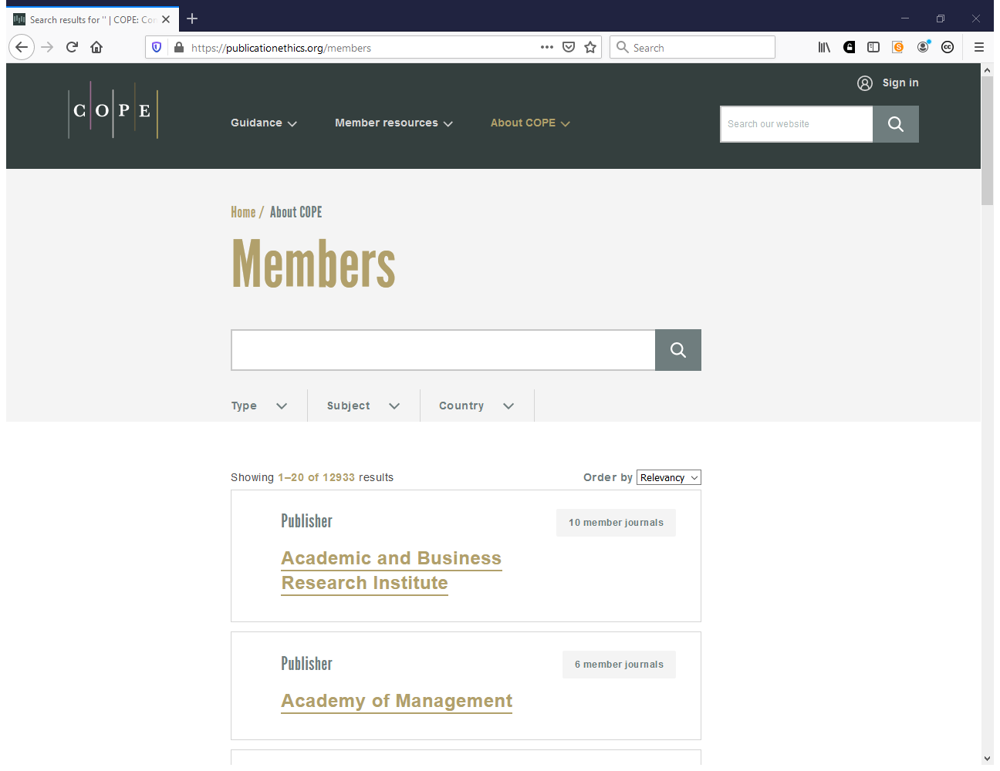 Search results for '' | COPE: Co
https://publicationethics.org/members
Search
COPE
Sign in
Guidance
Member resources
About COPE
Search our website
Home / About COPE
Members
Type
Subject
Country
Showing 1–20 of 12933 results
Order by Relevancy
Publisher
10 member journals
Academic and Business
Research Institute
Publisher
6 member journals
Academy of Management